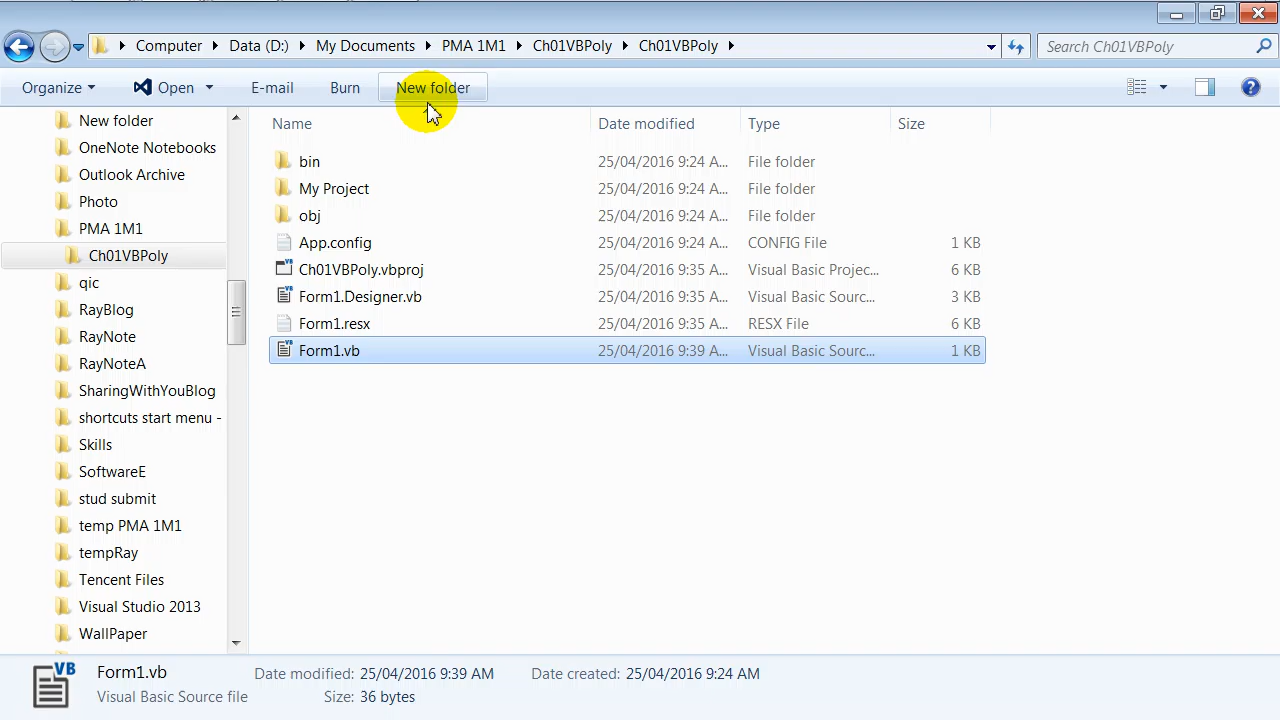 Computer Data (D:) My Documents PMA 1M1 Ch01VBPoly Ch01VBPoly Search Ch01VBPoly
Organize Open E-mail Burn New folder
New folder
OneNote Notebooks
Outlook Archive
Photo
PMA 1M1
Ch01VBPoly
qic
RayBlog
RayNote
RayNoteA
SharingWithYouBlog
shortcuts start menu -
Skills
SoftwareE
stud submit
temp PMA 1M1
tempRay
Tencent Files
Visual Studio 2013
WallPaper
Name Date modified Type Size
bin 25/04/2016 9:24 A... File folder
My Project 25/04/2016 9:24 A... File folder
obj 25/04/2016 9:24 A... File folder
App.config 25/04/2016 9:24 A... CONFIG File 1 KB
Ch01VBPoly.vbproj 25/04/2016 9:35 A... Visual Basic Projec... 6 KB
Form1.Designer.vb 25/04/2016 9:35 A... Visual Basic Sourc... 3 KB
Form1.resx 25/04/2016 9:35 A... RESX File 6 KB
Form1.vb 25/04/2016 9:39 A... Visual Basic Sourc... 1 KB
VB
Form1.vb Date modified: 25/04/2016 9:39 AM Date created: 25/04/2016 9:24 AM
Visual Basic Source file Size: 36 bytes